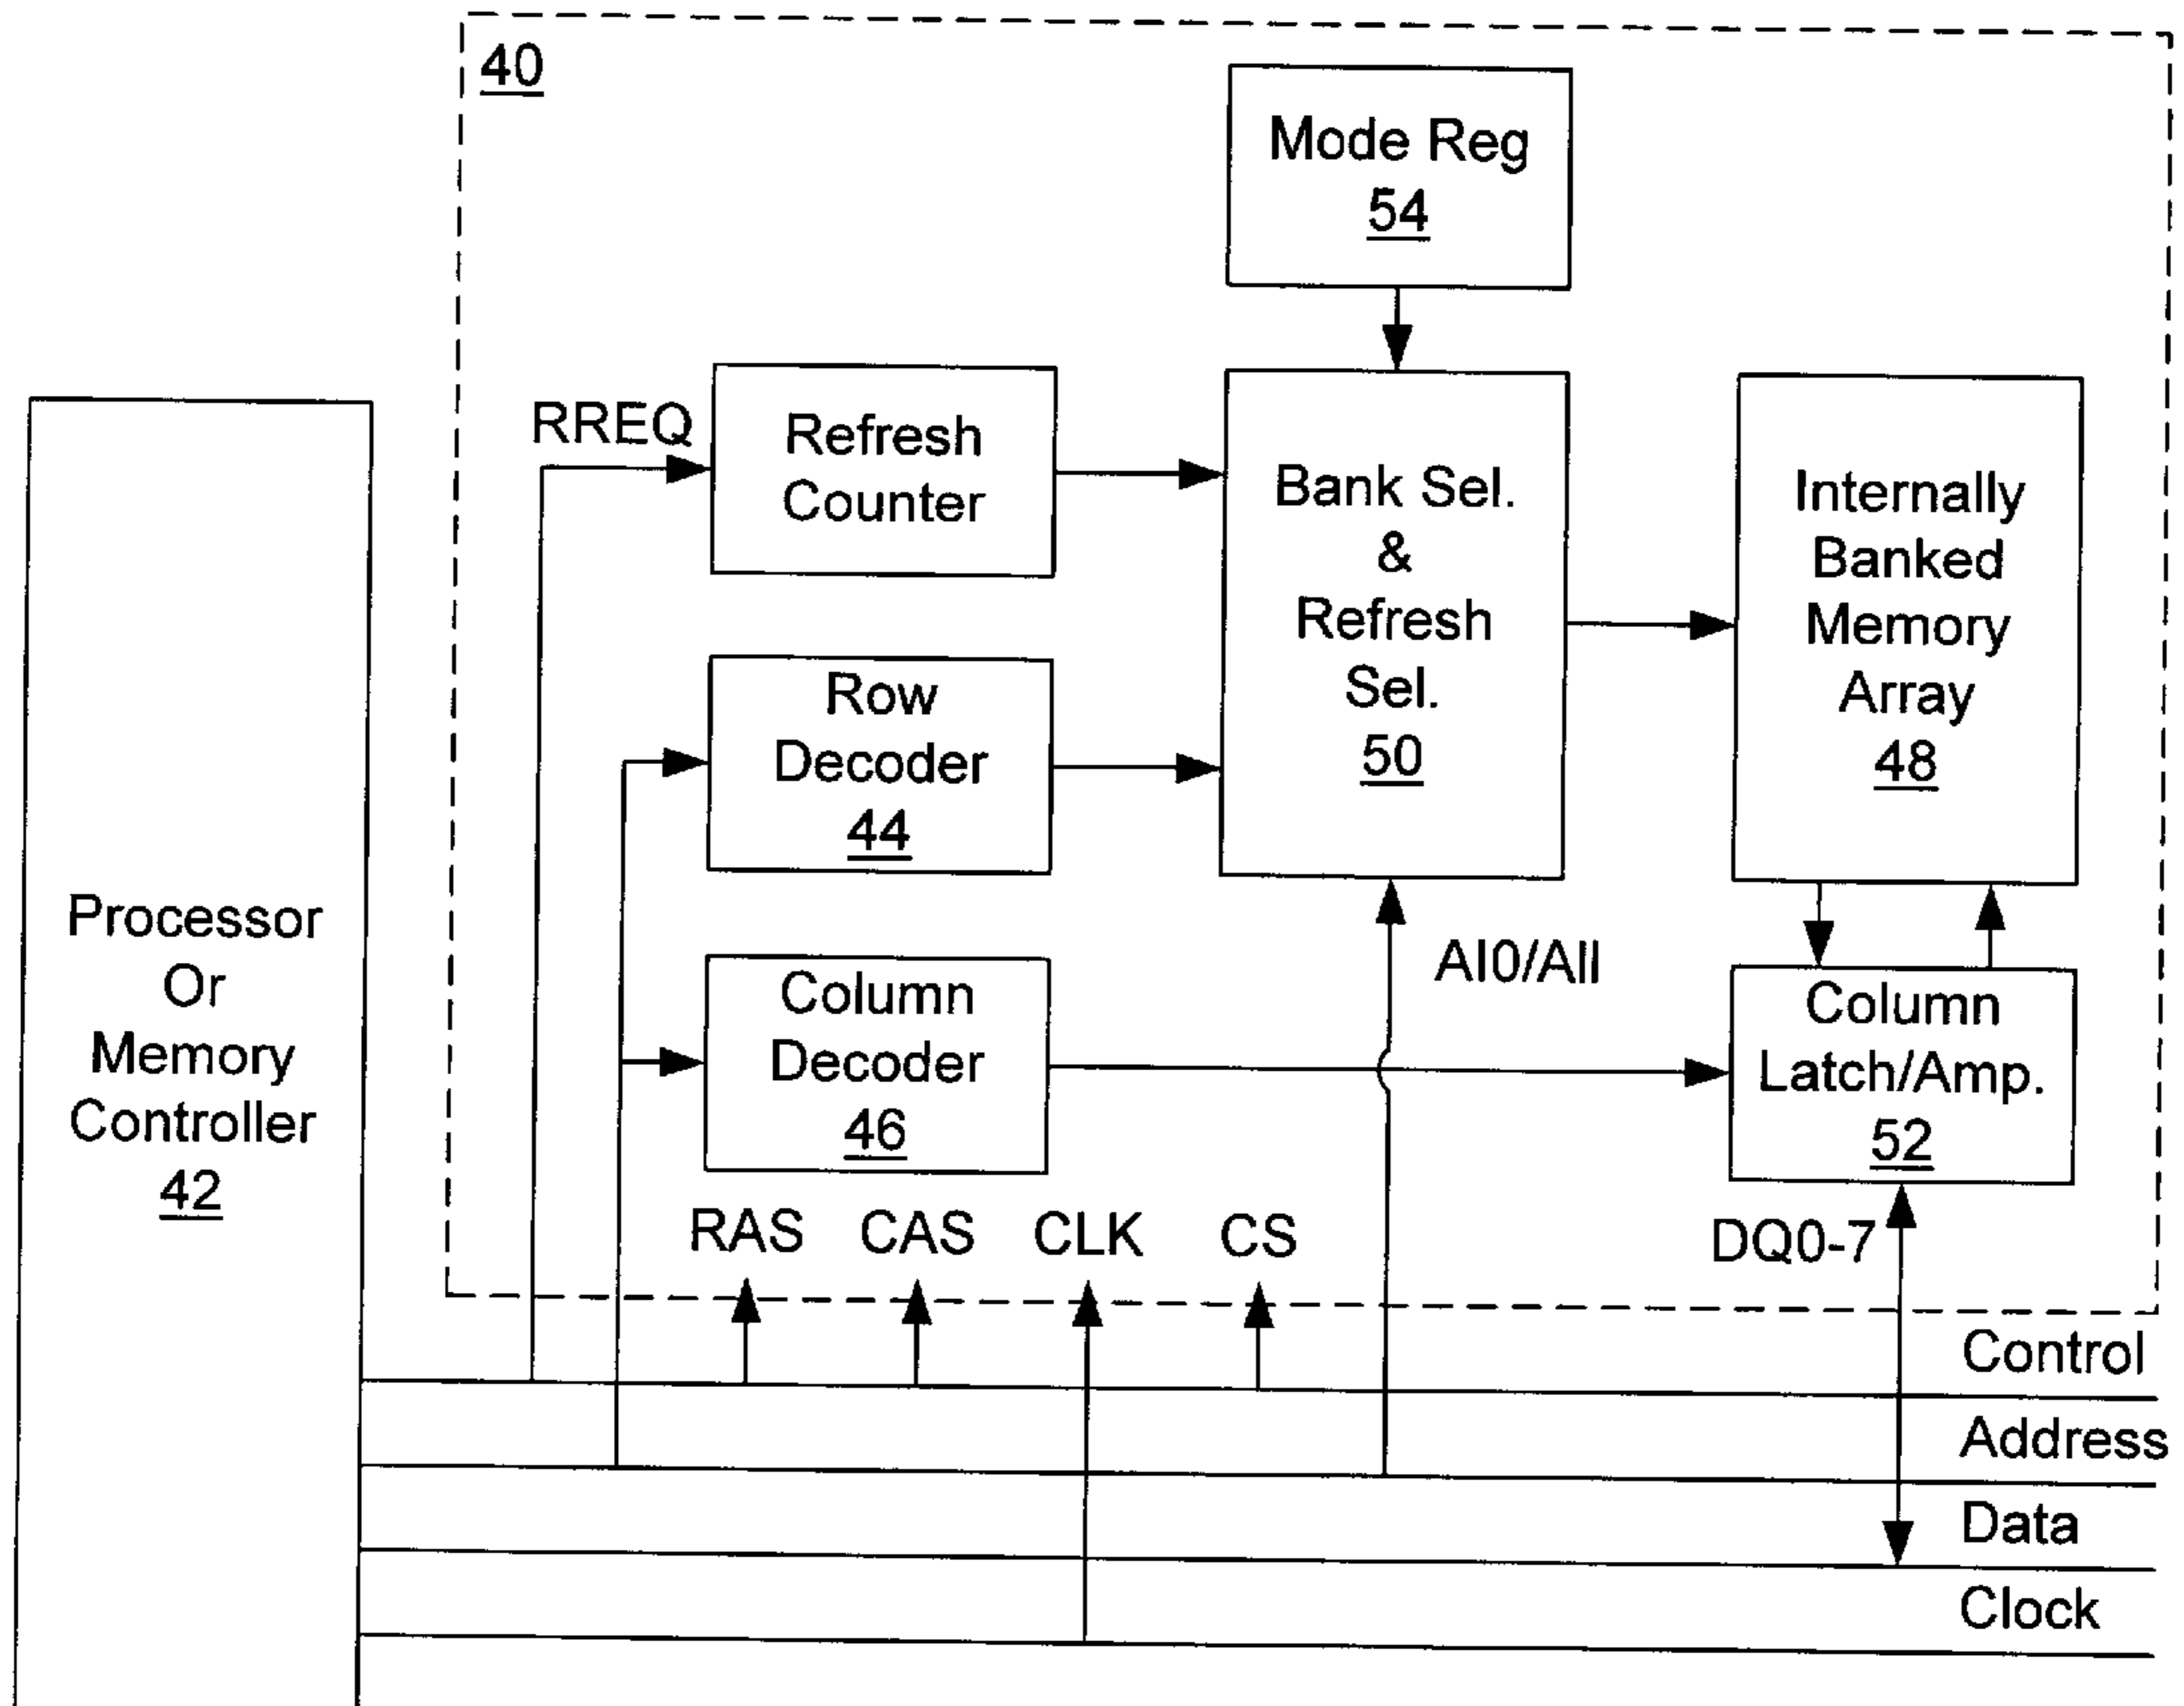 40
Mode Reg
54
RREQ
Refresh
Counter
Bank Sel.
&
Refresh
Sel.
50
Internally
Banked
Memory
Array
48
Row
Decoder
44
Processor
Or
Memory
Controller
42
Column
Decoder
46
AI0/All
Column
Latch/Amp.
52
RAS CAS CLK CS
DQ0-7
Control
Address
Data
Clock